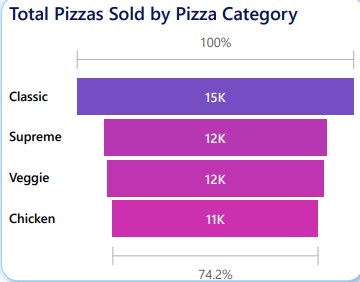 Total Pizzas Sold by Pizza Category
100%
Classic 15K
Supreme 12K
Veggie 12K
Chicken 11K
74.2%